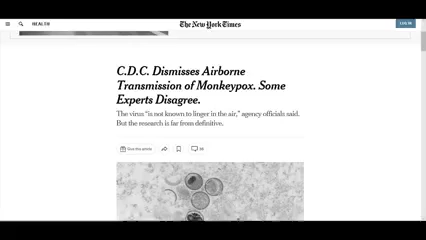 HEALTH
The New York Times
LOG IN
C.D.C. Dismisses Airborne
Transmission of Monkeypox. Some
Experts Disagree.
The virus “is not known to linger in the air,” agency officials said.
But the research is far from definitive.
Give this article